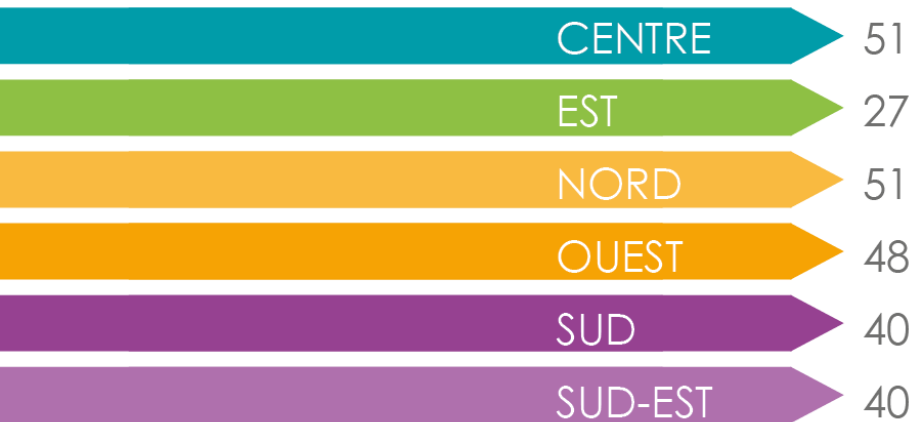 CENTRE 51
EST 27
NORD 51
OUEST 48
SUD 40
SUD-EST 40